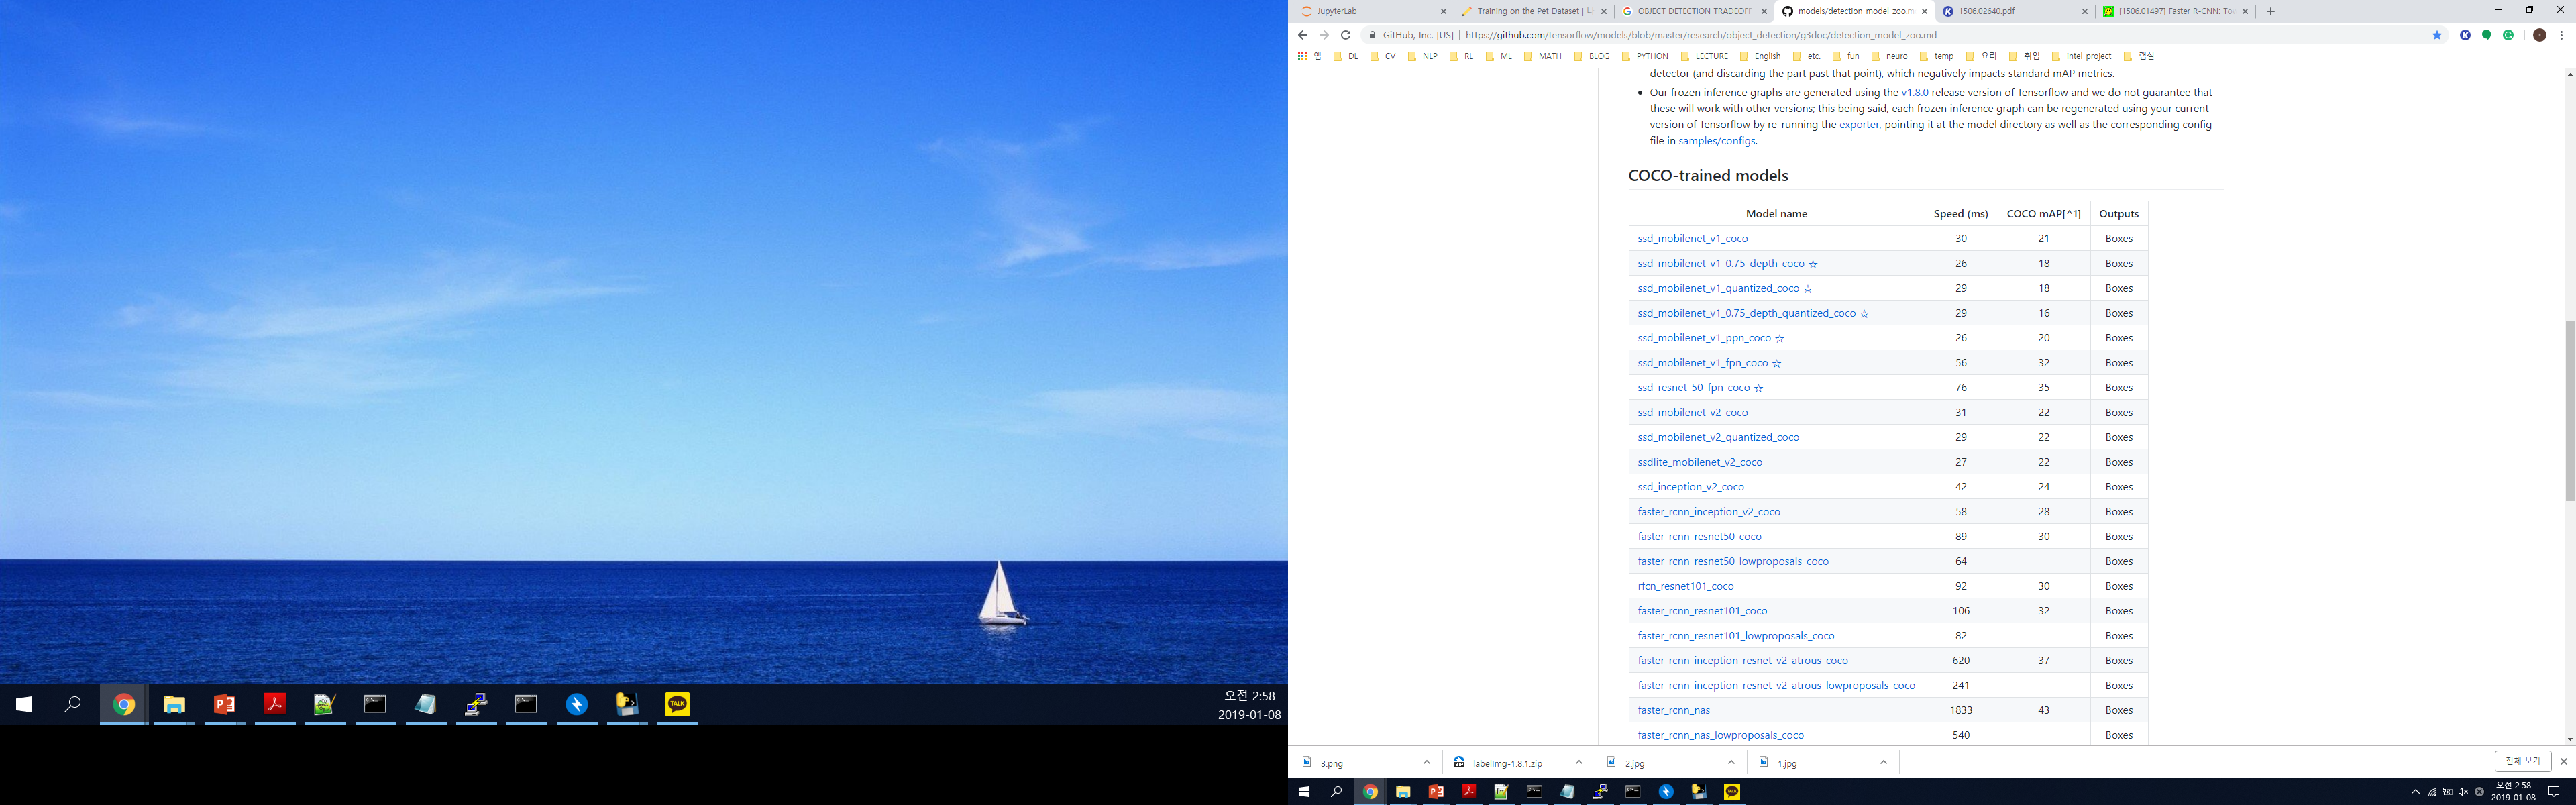 오전 2:58
2019-01-08
JupyterLab
Training on the Pet Dataset | 나
OBJECT DETECTION TRADEOFF
models/detection_model_zoo.m
1506.02640.pdf
[1506.01497] Faster R-CNN: Tow
GitHub, Inc. [US] | https://github.com/tensorflow/models/blob/master/research/object_detection/g3doc/detection_model_zoo.md
앱 DL CV NLP RL ML MATH BLOG PYTHON LECTURE English etc. fun neuro temp 요리 취업 intel_project 랩실
detector (and discarding the part past that point), which negatively impacts standard mAP metrics.
Our frozen inference graphs are generated using the v1.8.0 release version of Tensorflow and we do not guarantee that
these will work with other versions; this being said, each frozen inference graph can be regenerated using your current
version of Tensorflow by re-running the exporter, pointing it at the model directory as well as the corresponding config
file in samples/configs.
COCO-trained models
Model name Speed (ms) COCO mAP[^1] Outputs
ssd_mobilenet_v1_coco 30 21 Boxes
ssd_mobilenet_v1_0.75_depth_coco ☆ 26 18 Boxes
ssd_mobilenet_v1_quantized_coco ☆ 29 18 Boxes
ssd_mobilenet_v1_0.75_depth_quantized_coco ☆ 29 16 Boxes
ssd_mobilenet_v1_ppn_coco ☆ 26 20 Boxes
ssd_mobilenet_v1_fpn_coco ☆ 56 32 Boxes
ssd_resnet_50_fpn_coco ☆ 76 35 Boxes
ssd_mobilenet_v2_coco 31 22 Boxes
ssd_mobilenet_v2_quantized_coco 29 22 Boxes
ssdlite_mobilenet_v2_coco 27 22 Boxes
ssd_inception_v2_coco 42 24 Boxes
faster_rcnn_inception_v2_coco 58 28 Boxes
faster_rcnn_resnet50_coco 89 30 Boxes
faster_rcnn_resnet50_lowproposals_coco 64 Boxes
rfcn_resnet101_coco 92 30 Boxes
faster_rcnn_resnet101_coco 106 32 Boxes
faster_rcnn_resnet101_lowproposals_coco 82 Boxes
faster_rcnn_inception_resnet_v2_atrous_coco 620 37 Boxes
faster_rcnn_inception_resnet_v2_atrous_lowproposals_coco 241 Boxes
faster_rcnn_nas 1833 43 Boxes
faster_rcnn_nas_lowproposals_coco 540 Boxes
3.png
labelImg-1.8.1.zip
2.jpg
1.jpg
전체 보기
TALK
오전 2:58
2019-01-08